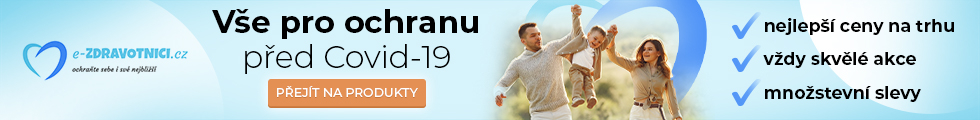 e-ZDRAVOTNICI.cz
ochraňte sebe i své nejbližší
Vše pro ochranu
před Covid-19
PŘEJÍT NA PRODUKTY
nejlepší ceny na trhu
vždy skvělé akce
množstevní slevy